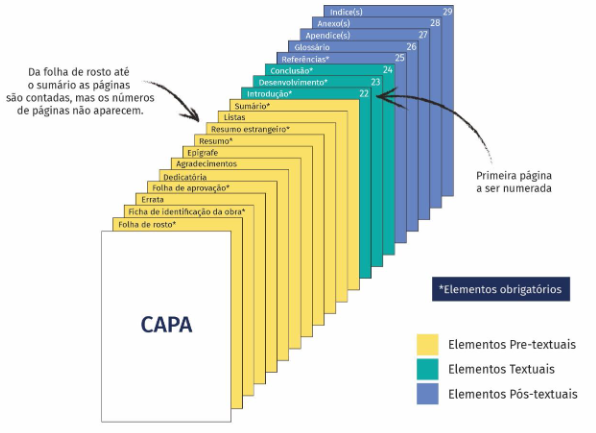 Indice(s) 29
Anexo(s) 28
Apendice(s) 27
Glossário 26
Referências* 25
Conclusão* 24
Desenvolvimento* 23
Introdução* 22
Sumário*
Listas
Resumo estrangeiro*
Resumo*
Epígrafe
Agradecimentos
Dedicatória
Folha de aprovação*
Errata
Ficha de identificação da obra*
Folha de rosto*
CAPA
Da folha de rosto até
o sumário as páginas
são contadas, mas os números
de páginas não aparecem.
Primeira página
a ser numerada
*Elementos obrigatórios
Elementos Pre-textuais
Elementos Textuais
Elementos Pós-textuais